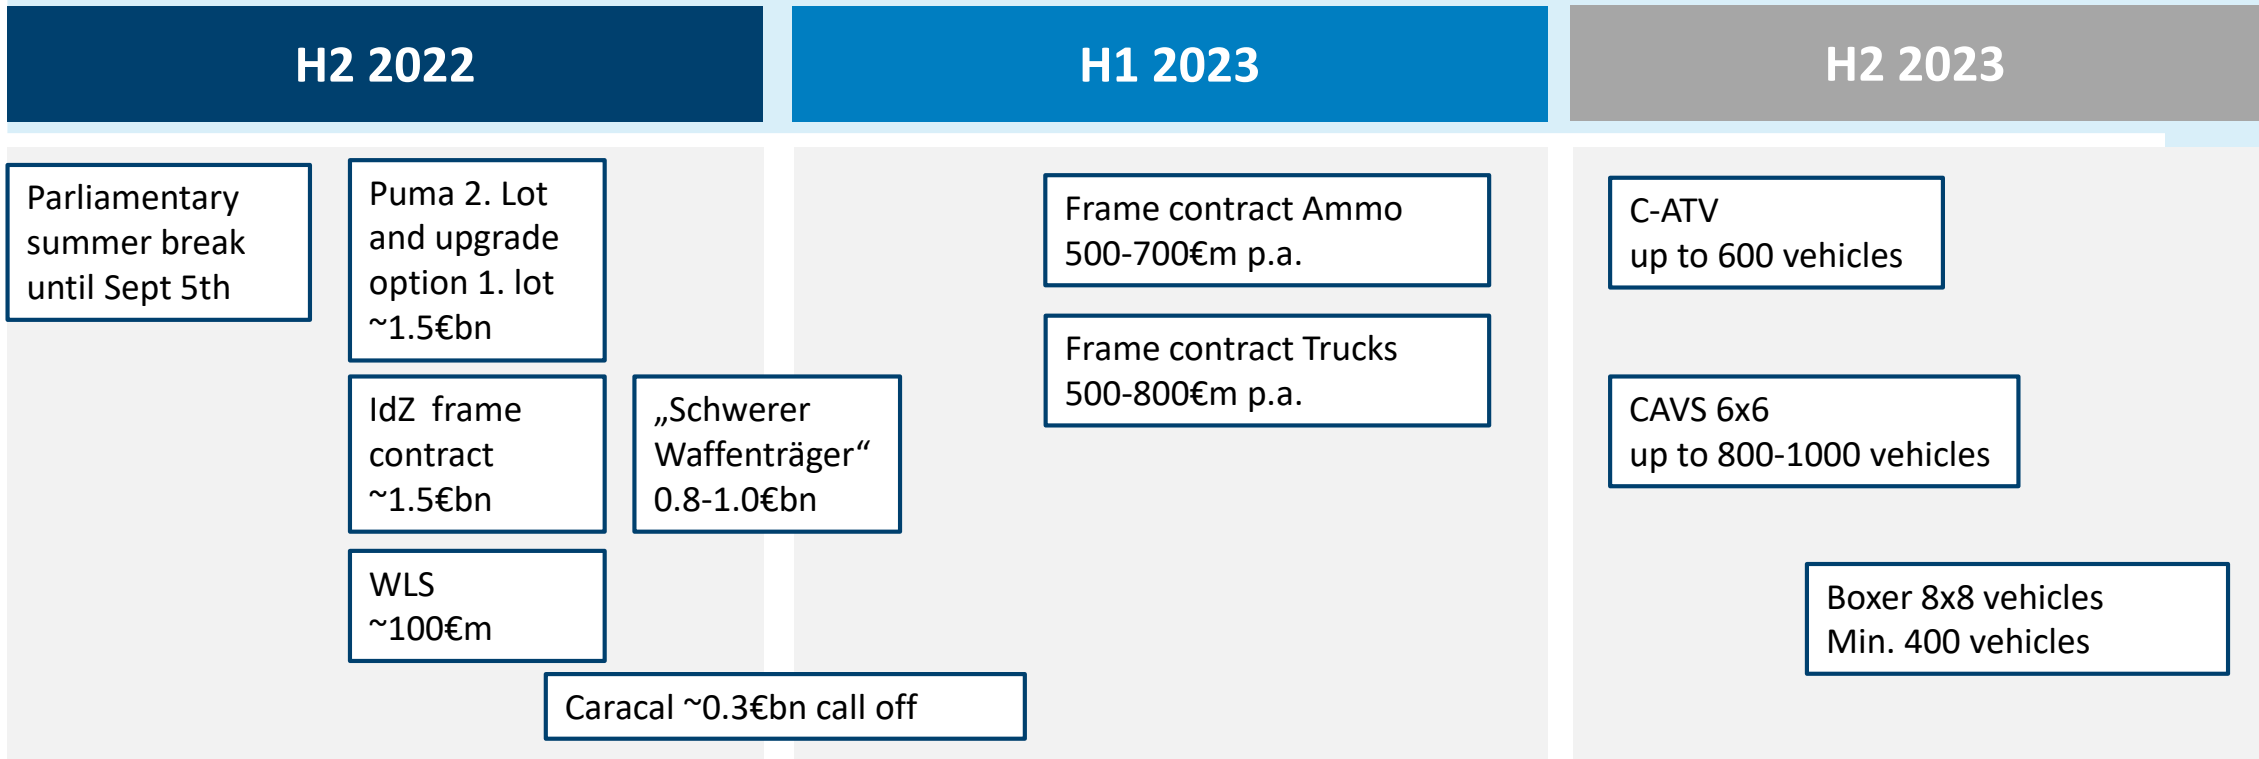 H2 2022
H1 2023
H2 2023
Parliamentary
summer break
until Sept 5th
Puma 2. Lot
and upgrade
option 1. lot
~1.5€bn
IdZ  frame
contract
~1.5€bn
WLS
~100€m
„Schwerer
Waffenträger“
0.8-1.0€bn
Caracal ~0.3€bn call off
Frame contract Ammo
500-700€m p.a.
Frame contract Trucks
500-800€m p.a.
C-ATV
up to 600 vehicles
CAVS 6x6
up to 800-1000 vehicles
Boxer 8x8 vehicles
Min. 400 vehicles